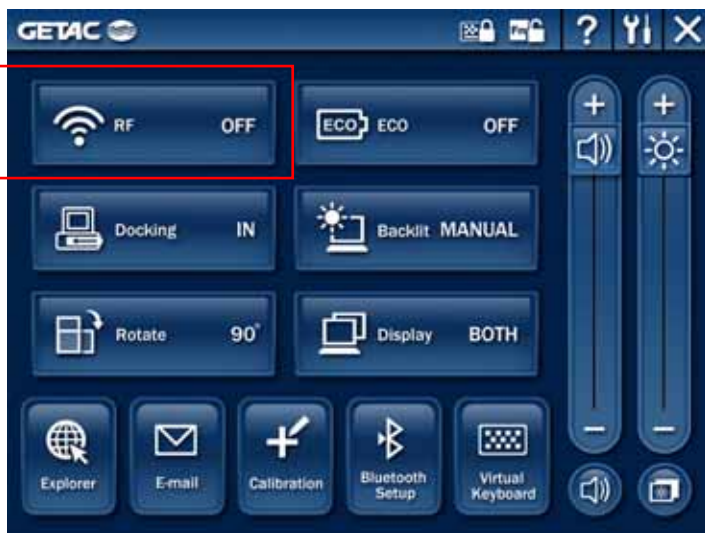 GETAC
?
RF OFF
ECO ECO OFF
Docking IN
Backlit MANUAL
Rotate 90°
Display BOTH
Explorer
E-mail
Calibration
Bluetooth
Setup
Virtual
Keyboard